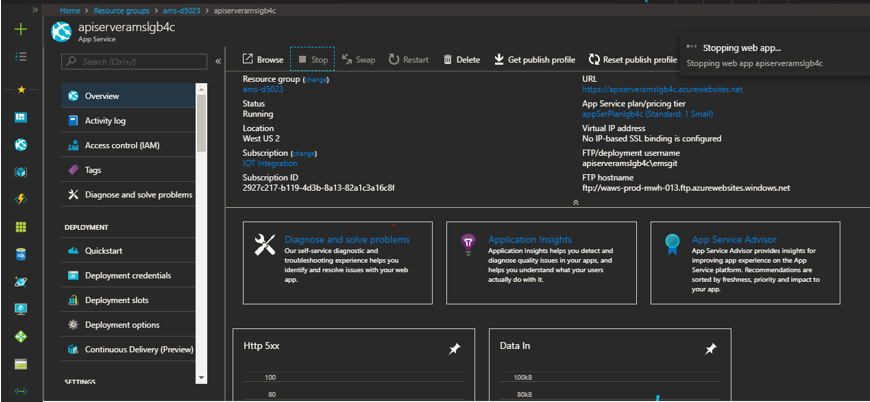 Home > Resource groups > ams-d5023 > apiserveramslgb4c
apiserveramslgb4c
App Service
Search (Ctrl+/)
Overview
Activity log
Access control (IAM)
Tags
Diagnose and solve problems
DEPLOYMENT
Quickstart
Deployment credentials
Deployment slots
Deployment options
Continuous Delivery (Preview)
SETTINGS
Browse Stop Swap Restart Delete Get publish profile Reset publish profile
Stopping web app...
Stopping web app apiserveramslgb4c
Resource group (change)
ams-d5023
Status
Running
Location
West US 2
Subscription (change)
IOT Integration
Subscription ID
2927c217-b119-4d3b-8a13-82a1c3a16c8f
URL
https://apiserveramslgb4c.azurewebsites.net
App Service plan/pricing tier
appSerPlanlgb4c (Standard: 1 Small)
Virtual IP address
No IP-based SSL binding is configured
FTP/deployment username
apiserveramslgb4c\emsgit
FTP hostname
ftp://waws-prod-mwh-013.ftp.azurewebsites.windows.net
Diagnose and solve problems
Our self-service diagnostic and
troubleshooting experience helps you
identify and resolve issues with your web
app.
Application Insights
Application Insights helps you detect and
diagnose quality issues in your apps, and
helps you understand what your users
actually do with it.
App Service Advisor
App Service Advisor provides insights for
improving app experience on the App
Service platform. Recommendations are
sorted by freshness, priority and impact to
your app.
Http 5xx
100
80
Data In
100kB
80kB